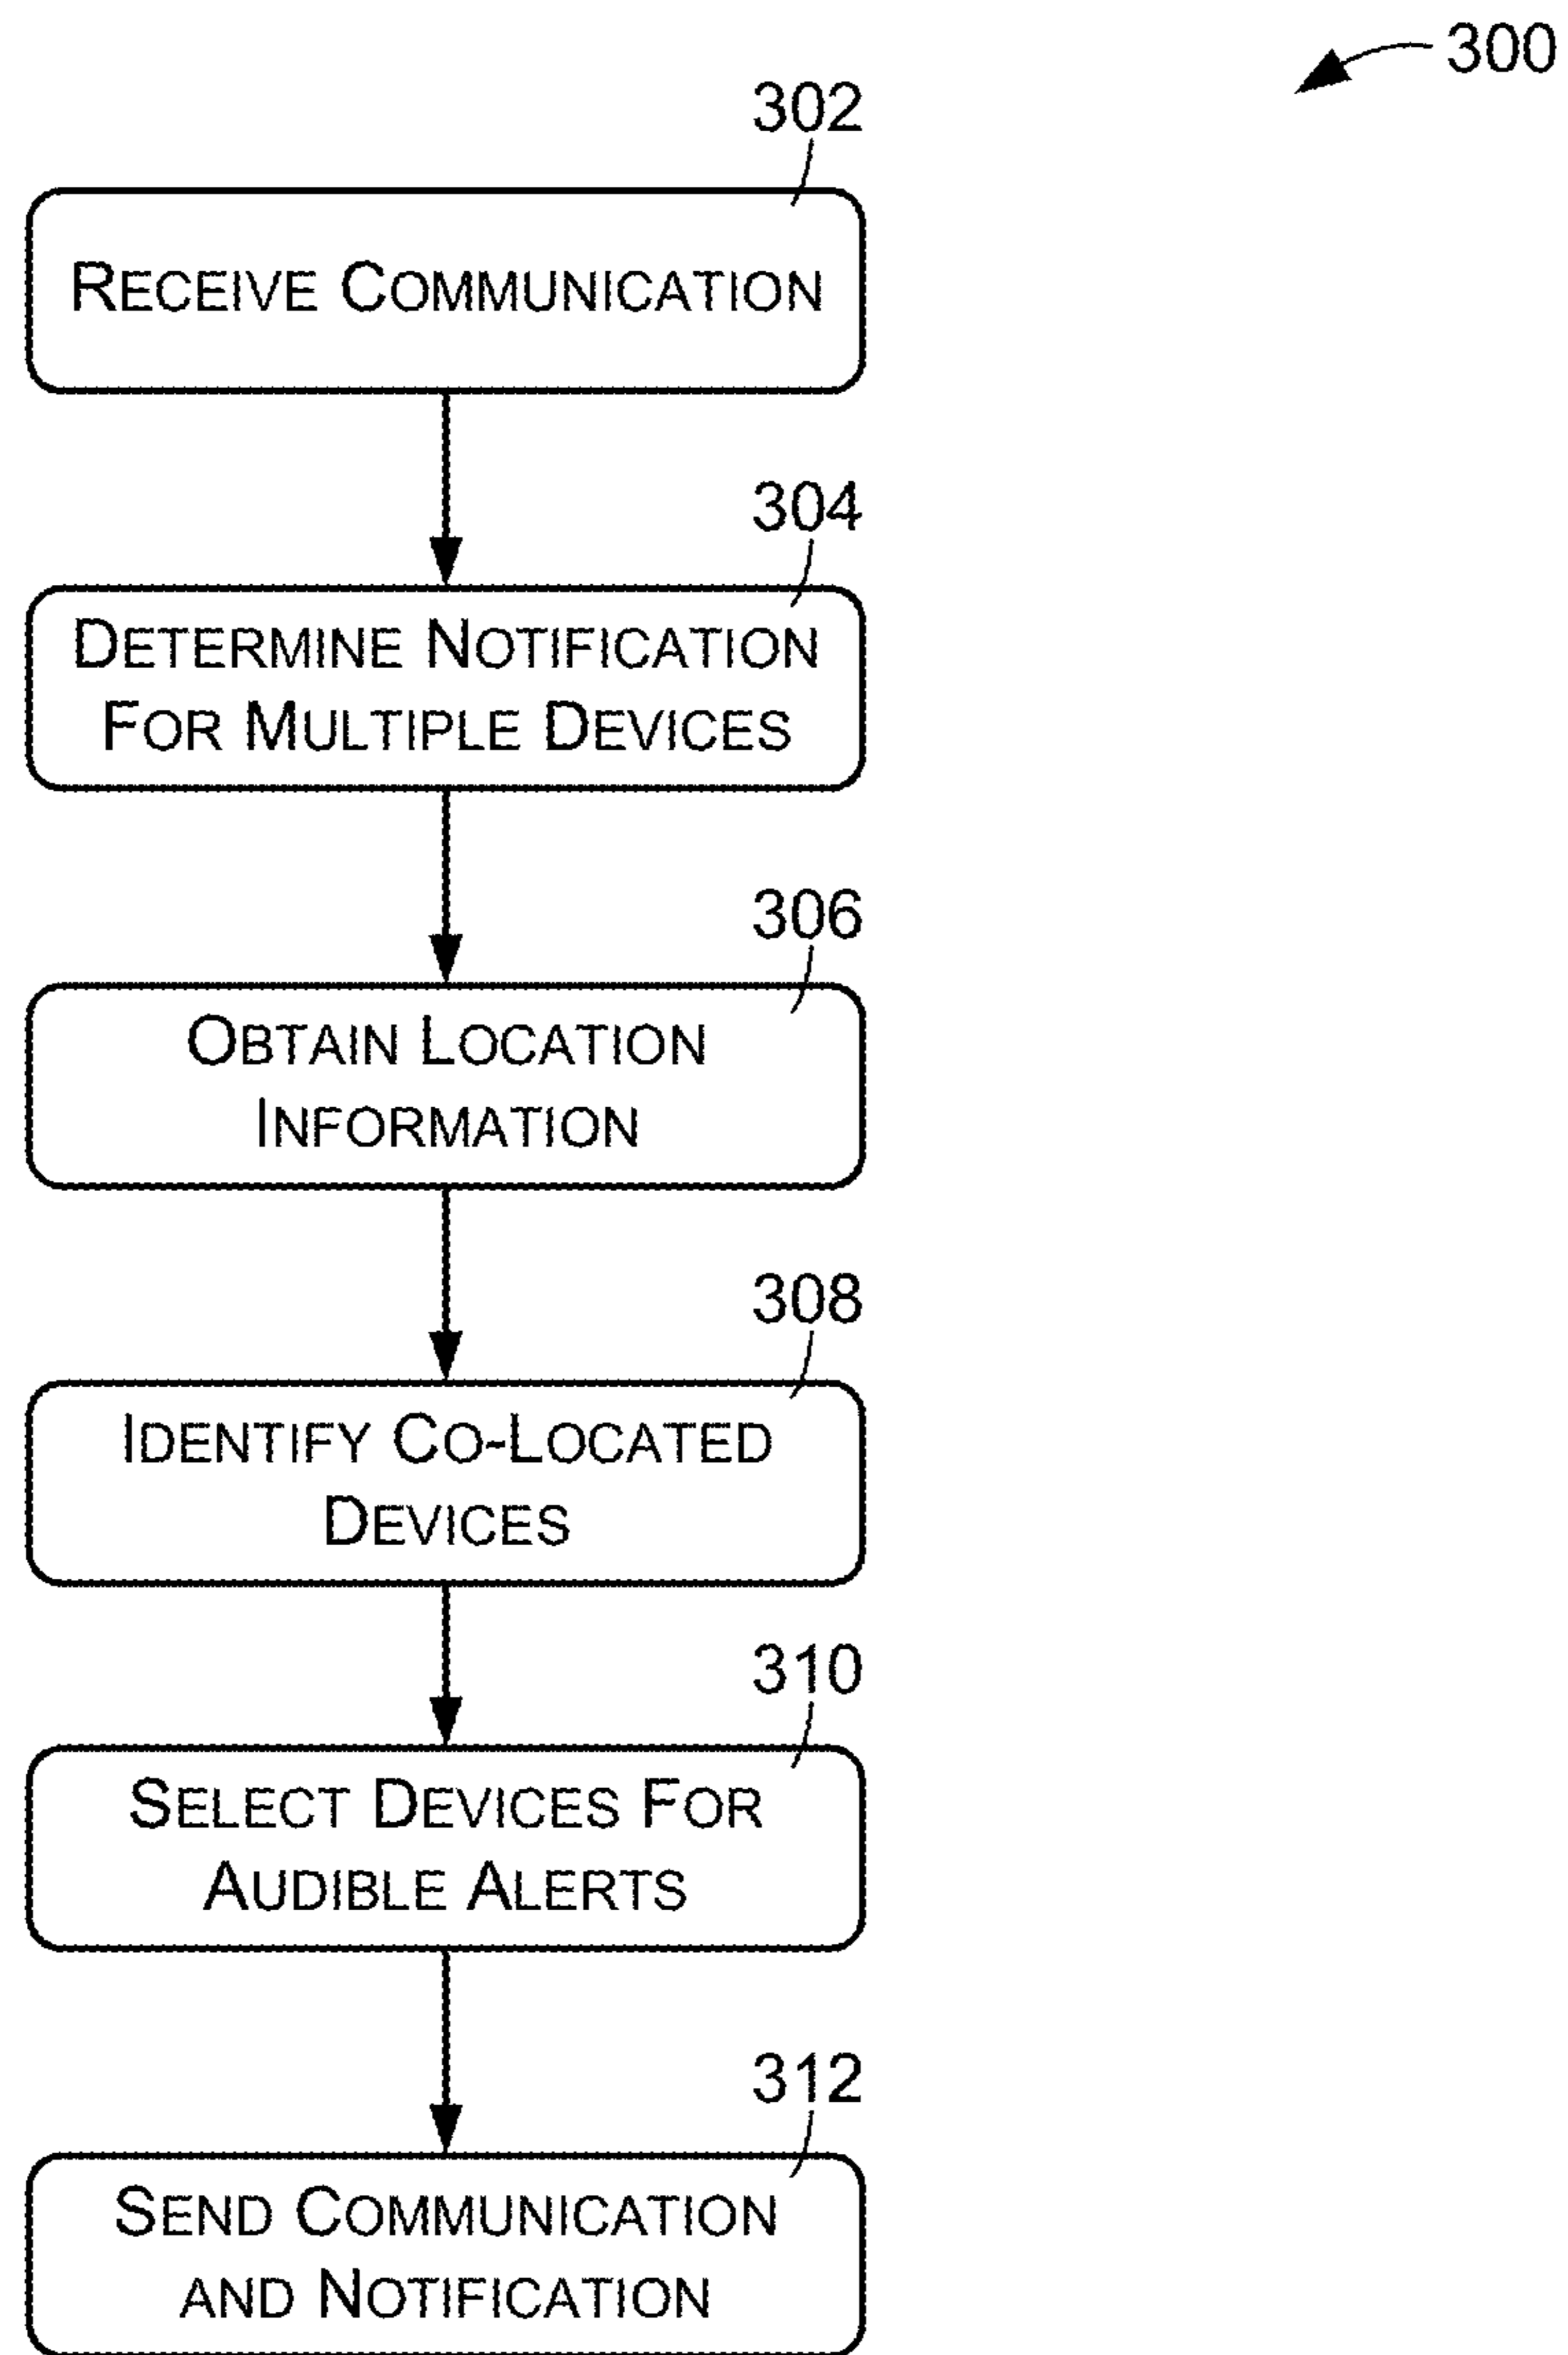 300
302
RECEIVE COMMUNICATION
304
DETERMINE NOTIFICATION
FOR MULTIPLE DEVICES
306
OBTAIN LOCATION
INFORMATION
308
IDENTIFY CO-LOCATED
DEVICES
310
SELECT DEVICES FOR
AUDIBLE ALERTS
312
SEND COMMUNICATION
AND NOTIFICATION